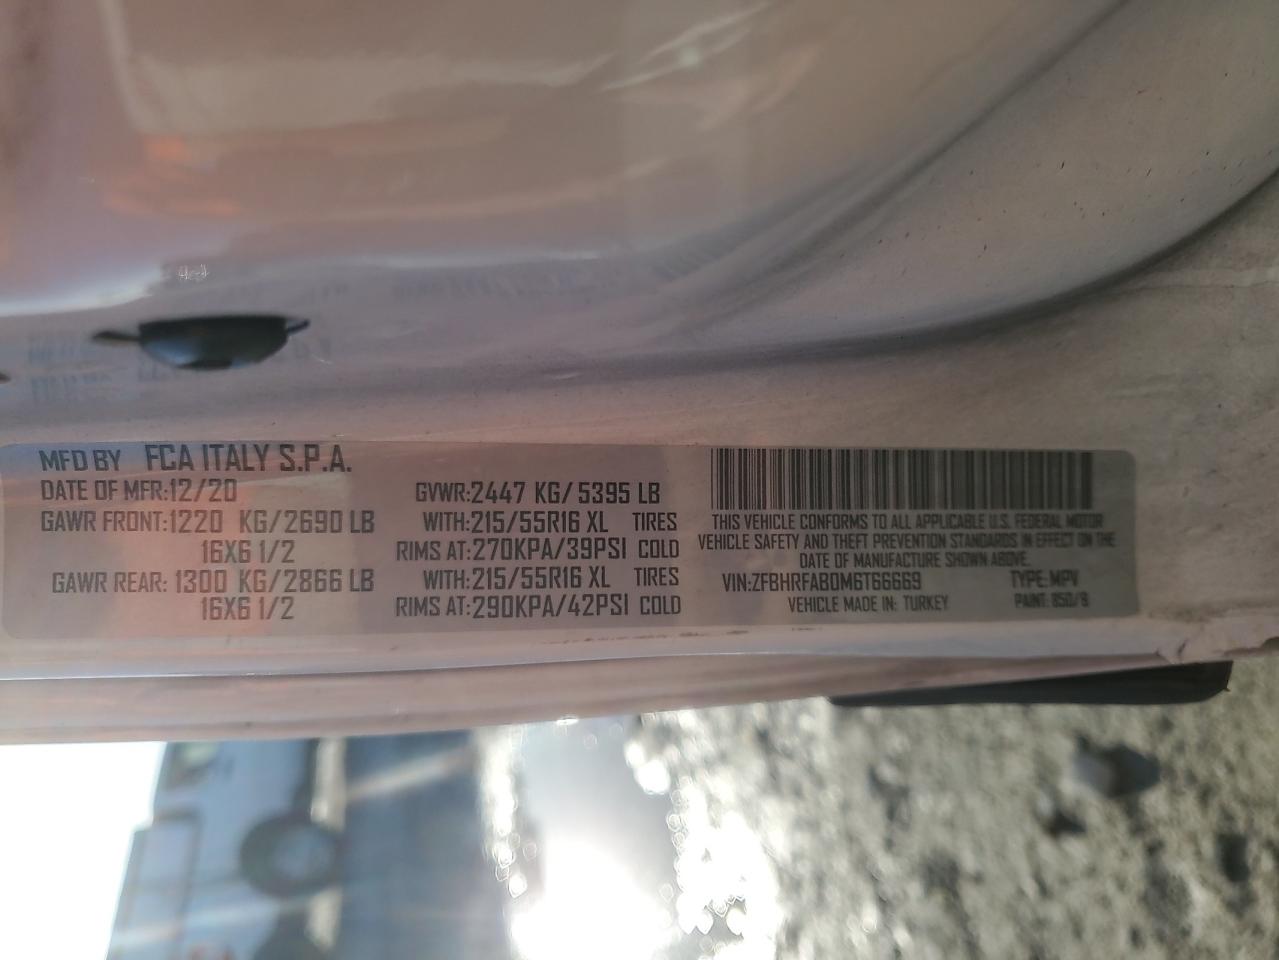 MFD BY FCA ITALY S.P.A.
DATE OF MFR:12/20
GVWR:2447 KG/5395 LB
GAWR FRONT:1220 KG/2690 LB WITH:215/55R16 XL TIRES
16X6 1/2 RIMS AT:270KPA/39PSI COLD
GAWR REAR: 1300 KG/2866 LB WITH:215/55R16 XL TIRES
16X6 1/2 RIMS AT:290KPA/42PSI COLD
THIS VEHICLE CONFORMS TO ALL APPLICABLE U.S. FEDERAL MOTOR
VEHICLE SAFETY AND THEFT PREVENTION STANDARDS IN EFFECT ON THE
DATE OF MANUFACTURE SHOWN ABOVE.
VIN:ZFBHRFAB0M6T66669 TYPE:MPV
VEHICLE MADE IN: TURKEY PAINT: 850/B